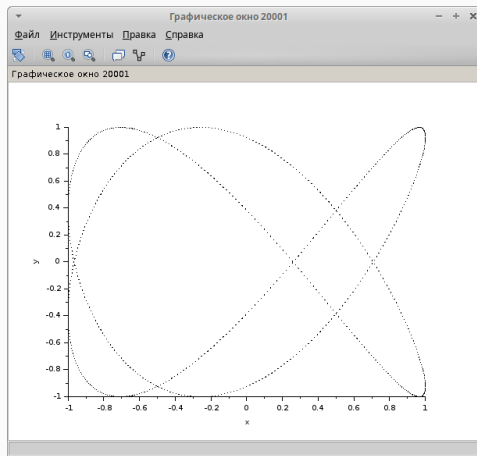 Графическое окно 20001
Файл Инструменты Правка Справка
Графическое окно 20001
1
0.8
0.6
0.4
0.2
0
-0.2
-0.4
-0.6
-0.8
-1
y
-1 -0.8 -0.6 -0.4 -0.2 0 0.2 0.4 0.6 0.8 1
x